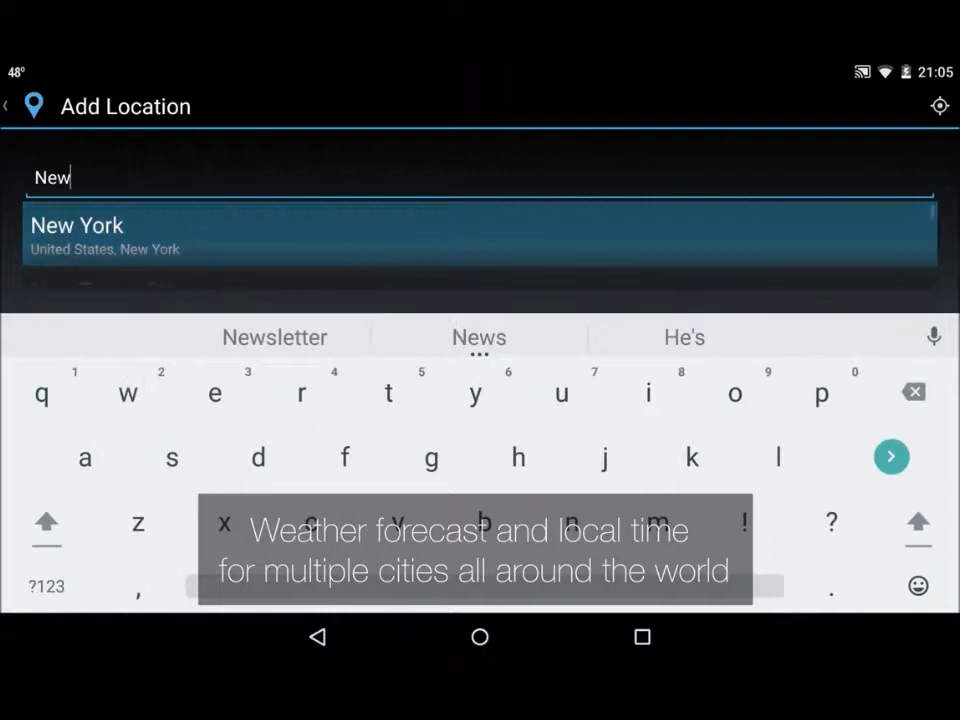 48°
21:05
Add Location
New
New York
United States, New York
Newsletter News He's
1 2 3 4 5 6 7 8 9 0
q w e r t y u i o p
a s d f g h j k l
z x c v b n m ! ?
Weather forecast and local time
for multiple cities all around the world
?123 , .